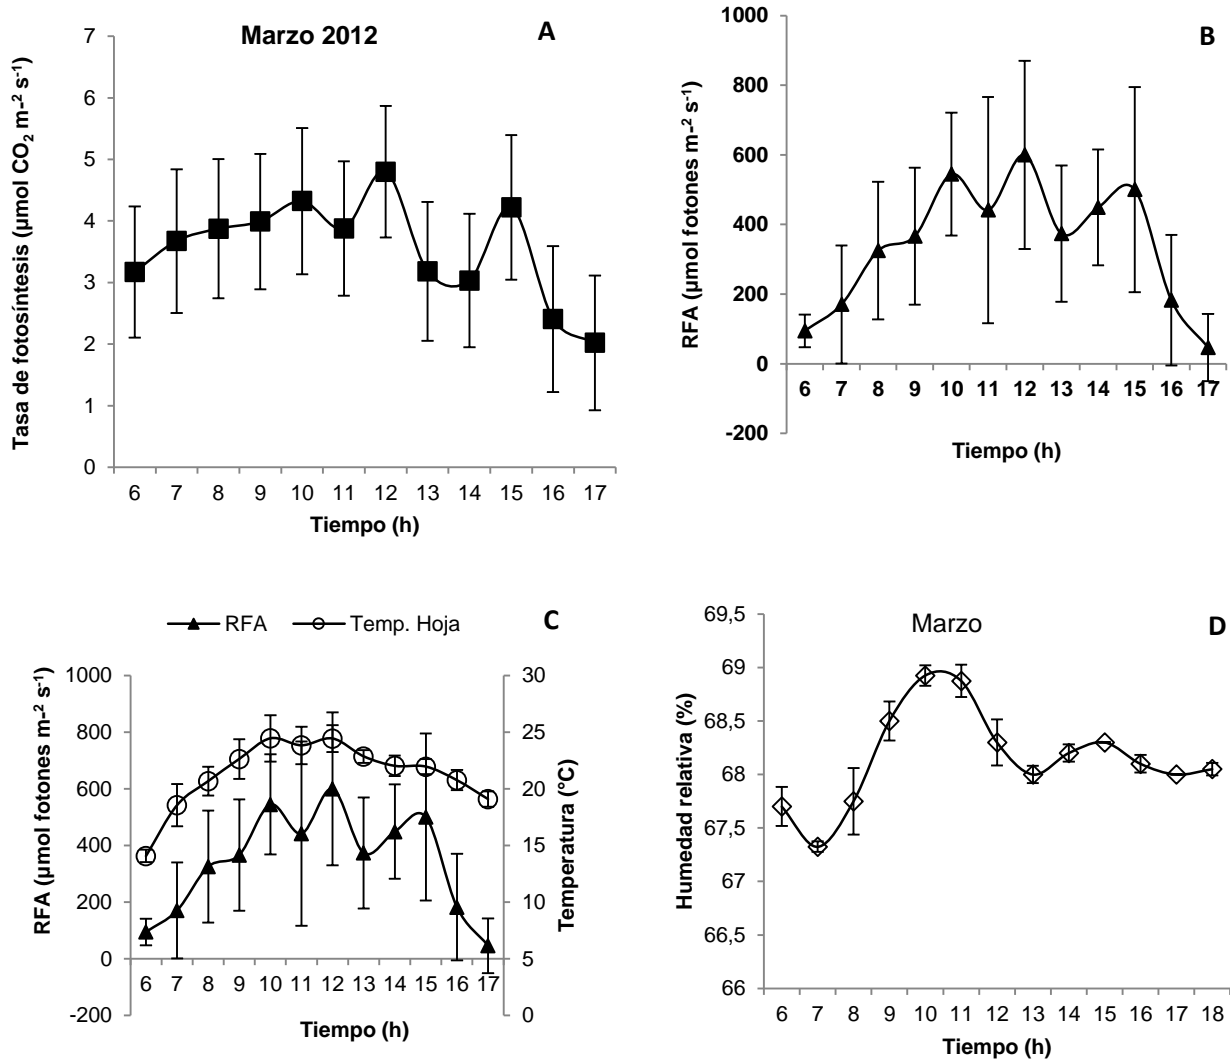 Marzo 2012
A
Tasa de fotosíntesis (µmol CO₂ m-² s⁻¹)
7
6
5
4
3
2
1
0
6 7 8 9 10 11 12 13 14 15 16 17
Tiempo (h)
B
RFA (µmol fotones m-² s⁻¹)
1000
800
600
400
200
0
-200
6 7 8 9 10 11 12 13 14 15 16 17
Tiempo (h)
RFA
Temp. Hoja
C
RFA (µmol fotones m-² s⁻¹)
1000
800
600
400
200
0
-200
6 7 8 9 10 11 12 13 14 15 16 17
30
25
20
15
10
5
0
Temperatura (°C)
Tiempo (h)
Marzo
D
Humedad relativa (%)
69,5
69
68,5
68
67,5
67
66,5
66
6 7 8 9 10 11 12 13 14 15 16 17 18
Tiempo (h)